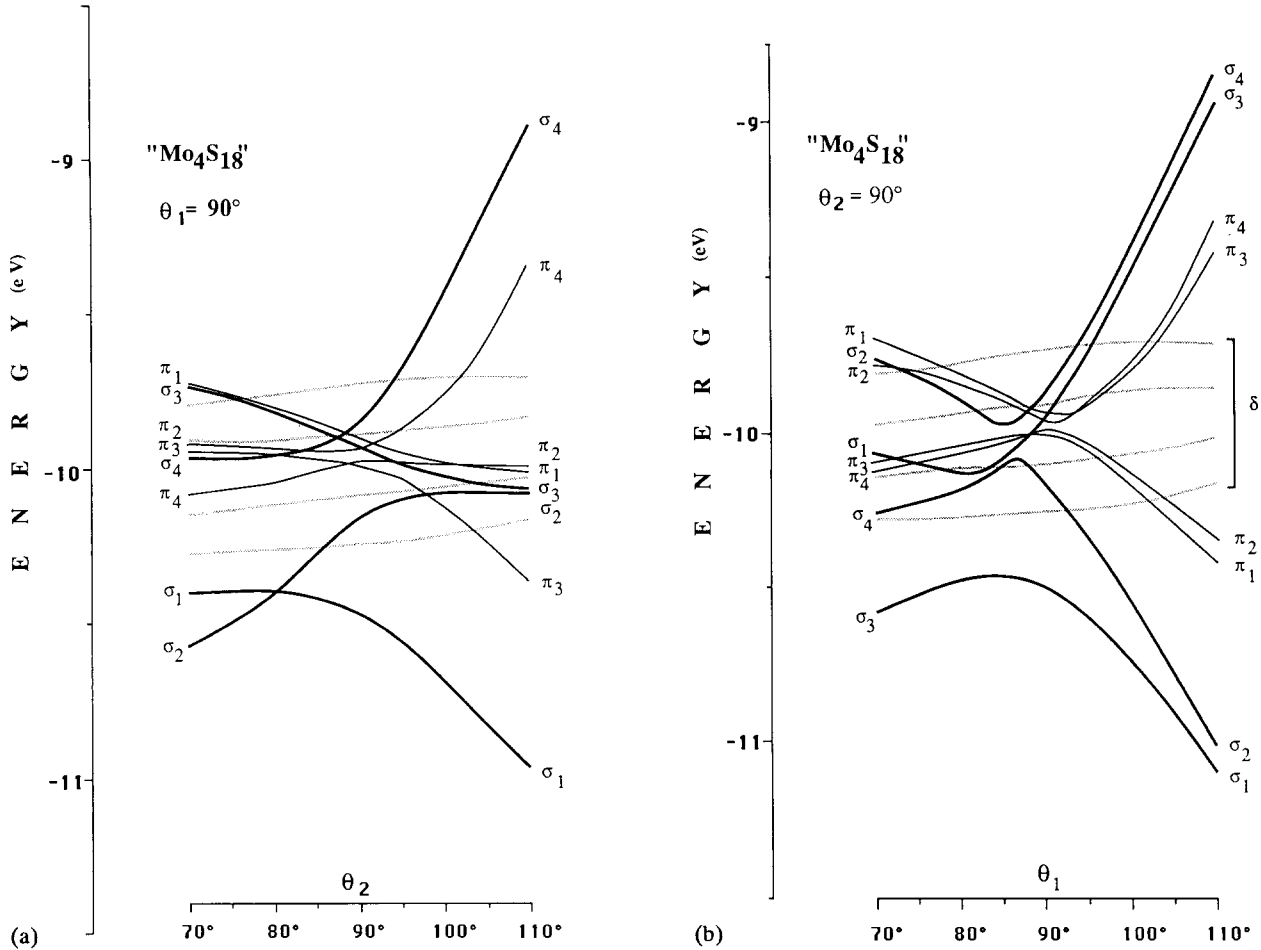 "Mo₄S₁₈"
θ₁= 90°
ENERGY (eV)
-9
-10
-11
π₁
σ₃
π₂
π₃
σ₄
π₄
σ₁
σ₂
σ₄
π₄
π₂
π₁
σ₃
σ₂
π₃
σ₁
θ₂
70° 80° 90° 100° 110°
(a)
"Mo₄S₁₈"
θ₂ = 90°
ENERGY (eV)
-9
-10
-11
π₁
σ₂
π₂
σ₁
π₃
π₄
σ₄
σ₃
σ₄
σ₃
π₄
π₃
δ
π₂
π₁
σ₂
σ₁
θ₁
70° 80° 90° 100° 110°
(b)